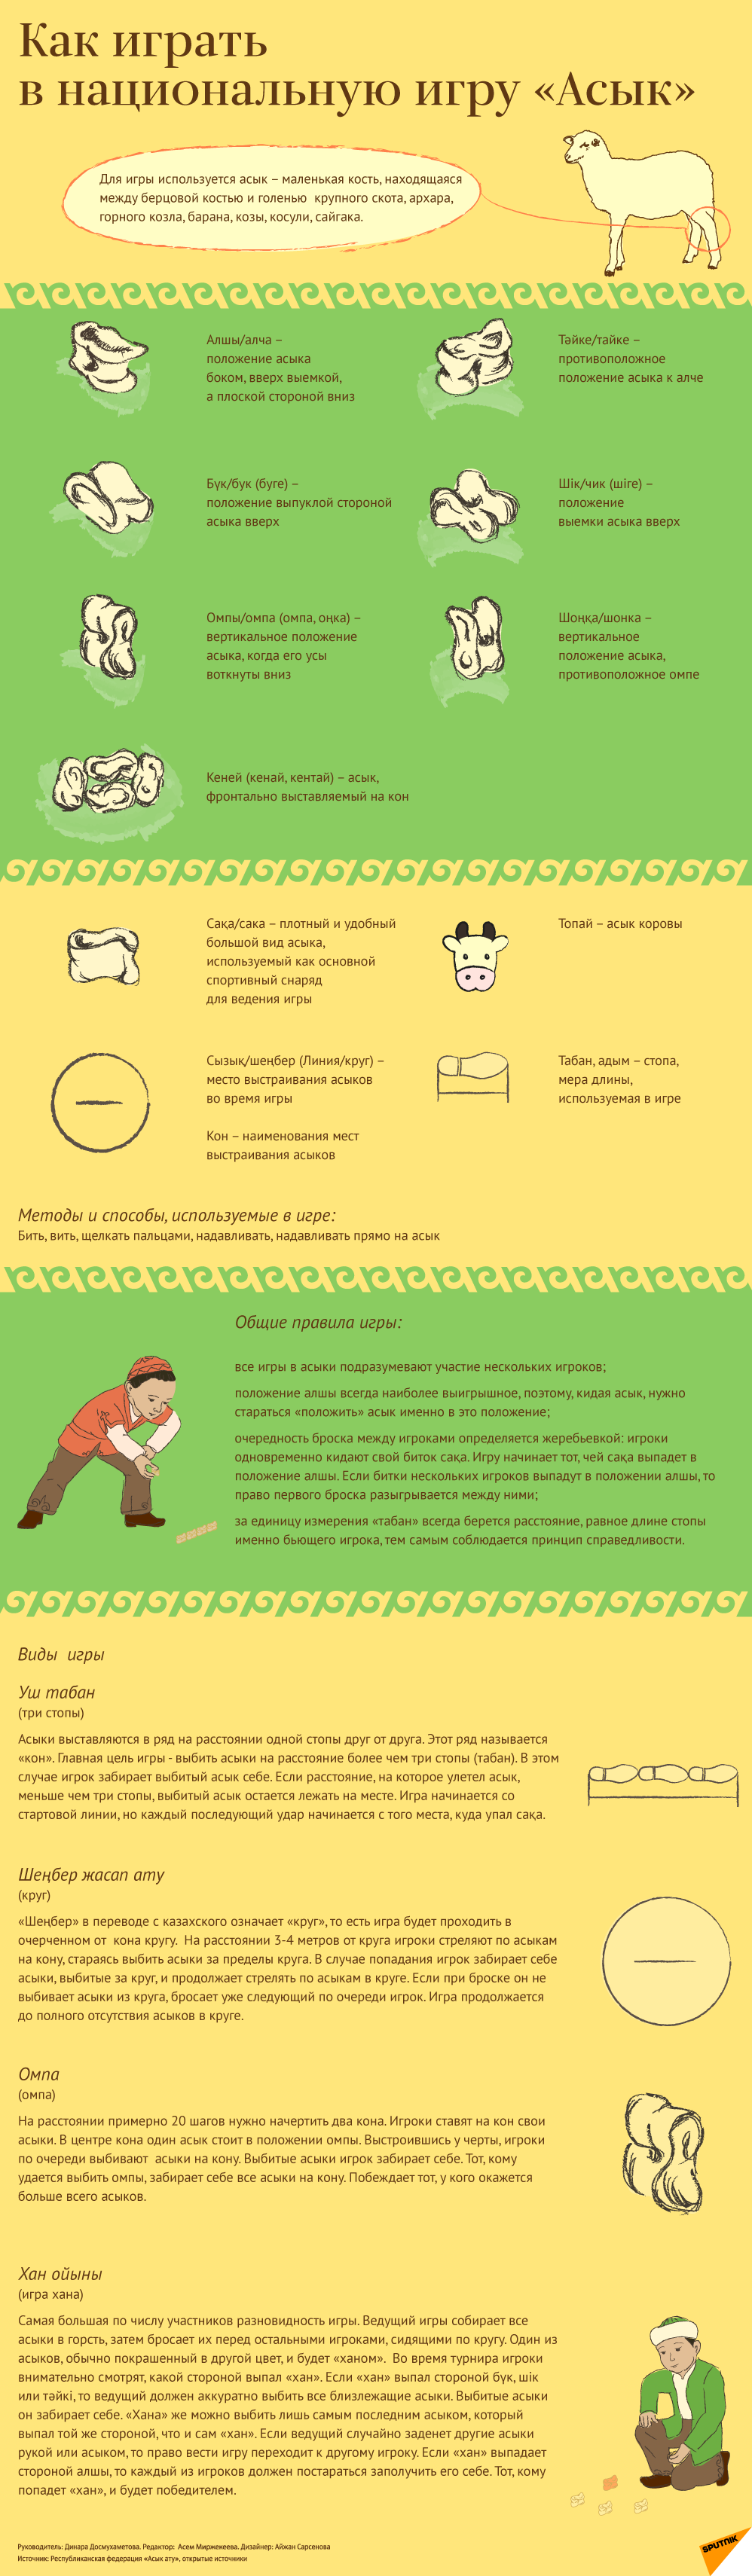 Как играть
в национальную игру «Асык»
Для игры используется асык – маленькая кость, находящаяся
между берцовой костью и голенью крупного скота, архара,
горного козла, барана, козы, косули, сайгака.
Алшы/алча –
положение асыка
боком, вверх выемкой,
а плоской стороной вниз
Тәйке/тайке –
противоположное
положение асыка к алче
Бүк/бук (буге) –
положение выпуклой стороной
асыка вверх
Шік/чик (шіге) –
положение
выемки асыка вверх
Омпы/омпа (омпа, оңка) –
вертикальное положение
асыка, когда его усы
воткнуты вниз
Шоңқа/шонка –
вертикальное
положение асыка,
противоположное омпе
Кеней (кенай, кентай) – асык,
фронтально выставляемый на кон
Сақа/сака – плотный и удобный
большой вид асыка,
используемый как основной
спортивный снаряд
для ведения игры
Топай – асык коровы
Сызық/шеңбер (Линия/круг) –
место выстраивания асыков
во время игры
Кон – наименования мест
выстраивания асыков
Табан, адым – стопа,
мера длины,
используемая в игре
Методы и способы, используемые в игре:
Бить, вить, щелкать пальцами, надавливать, надавливать прямо на асык
Общие правила игры:
все игры в асыки подразумевают участие нескольких игроков;
положение алшы всегда наиболее выигрышное, поэтому, кидая асык, нужно
стараться «положить» асык именно в это положение;
очередность броска между игроками определяется жеребьевкой: игроки
одновременно кидают свой биток сақа. Игру начинает тот, чей сақа выпадет в
положение алшы. Если битки нескольких игроков выпадут в положении алшы, то
право первого броска разыгрывается между ними;
за единицу измерения «табан» всегда берется расстояние, равное длине стопы
именно бьющего игрока, тем самым соблюдается принцип справедливости.
Виды игры
Уш табан
(три стопы)
Асыки выставляются в ряд на расстоянии одной стопы друг от друга. Этот ряд называется
«кон». Главная цель игры - выбить асыки на расстояние более чем три стопы (табан). В этом
случае игрок забирает выбитый асык себе. Если расстояние, на которое улетел асык,
меньше чем три стопы, выбитый асык остается лежать на месте. Игра начинается со
стартовой линии, но каждый последующий удар начинается с того места, куда упал сақа.
Шеңбер жасап ату
(круг)
«Шеңбер» в переводе с казахского означает «круг», то есть игра будет проходить в
очерченном от кона кругу. На расстоянии 3-4 метров от круга игроки стреляют по асыкам
на кону, стараясь выбить асыки за пределы круга. В случае попадания игрок забирает себе
асыки, выбитые за круг, и продолжает стрелять по асыкам в круге. Если при броске он не
выбивает асыки из круга, бросает уже следующий по очереди игрок. Игра продолжается
до полного отсутствия асыков в круге.
Омпа
(омпа)
На расстоянии примерно 20 шагов нужно начертить два кона. Игроки ставят на кон свои
асыки. В центре кона один асык стоит в положении омпы. Выстроившись у черты, игроки
по очереди выбивают асыки на кону. Выбитые асыки игрок забирает себе. Тот, кому
удается выбить омпы, забирает себе все асыки на кону. Побеждает тот, у кого окажется
больше всего асыков.
Хан ойыны
(игра хана)
Самая большая по числу участников разновидность игры. Ведущий игры собирает все
асыки в горсть, затем бросает их перед остальными игроками, сидящими по кругу. Один из
асыков, обычно покрашенный в другой цвет, и будет «ханом». Во время турнира игроки
внимательно смотрят, какой стороной выпал «хан». Если «хан» выпал стороной бүк, шік
или тәйкі, то ведущий должен аккуратно выбить все близлежащие асыки. Выбитые асыки
он забирает себе. «Хана» же можно выбить лишь самым последним асыком, который
выпал той же стороной, что и сам «хан». Если ведущий случайно заденет другие асыки
рукой или асыком, то право вести игру переходит к другому игроку. Если «хан» выпадает
стороной алшы, то каждый из игроков должен постараться заполучить его себе. Тот, кому
попадет «хан», и будет победителем.
Руководитель: Динара Досмухаметова. Редактор: Асем Миржекеева. Дизайнер: Айжан Сарсенова
Источник: Республиканская федерация «Асык ату», открытые источники
SPUTNIK